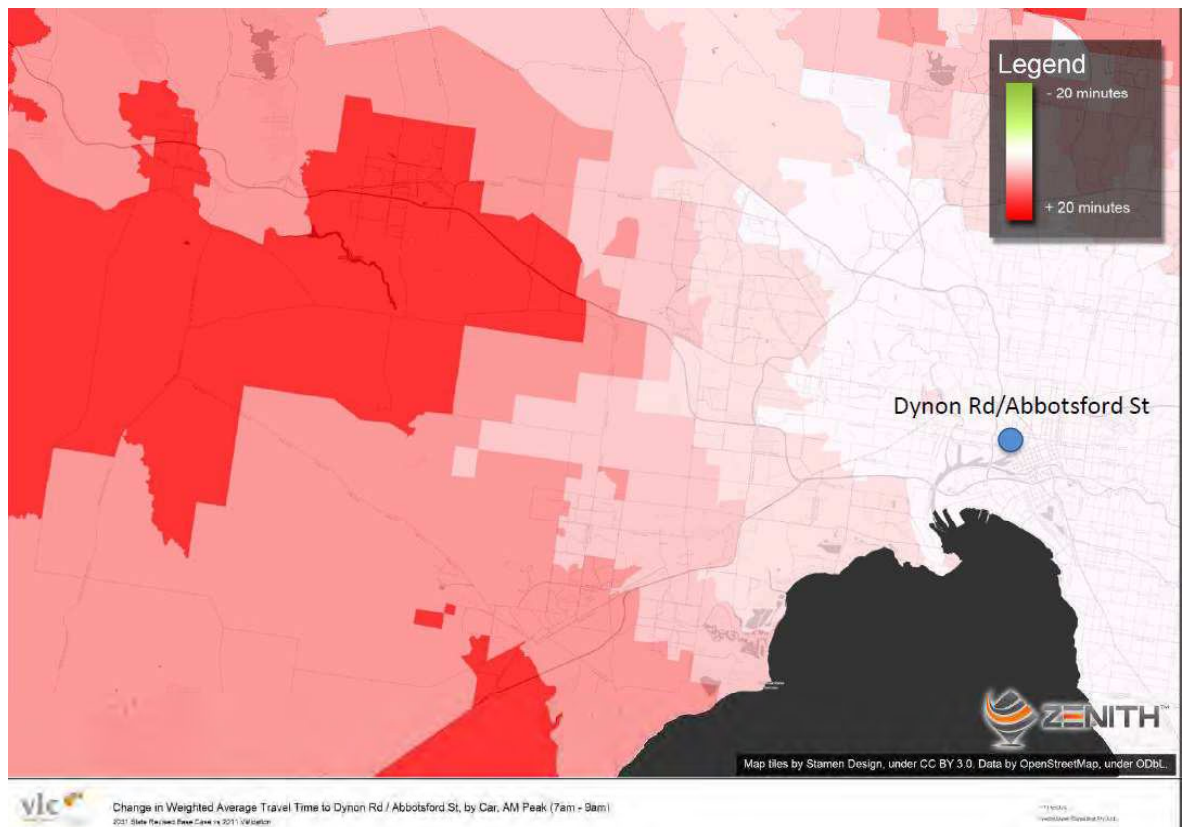 Legend
- 20 minutes
+ 20 minutes
Dynon Rd/Abbotsford St
ZENITH™
Map tiles by Stamen Design, under CC BY 3.0. Data by OpenStreetMap, under ODbL.
vlc
Change in Weighted Average Travel Time to Dynon Rd / Abbotsford St, by Car, AM Peak (7am - 9am)
2031 State Revised Base Case vs 2011 Validation